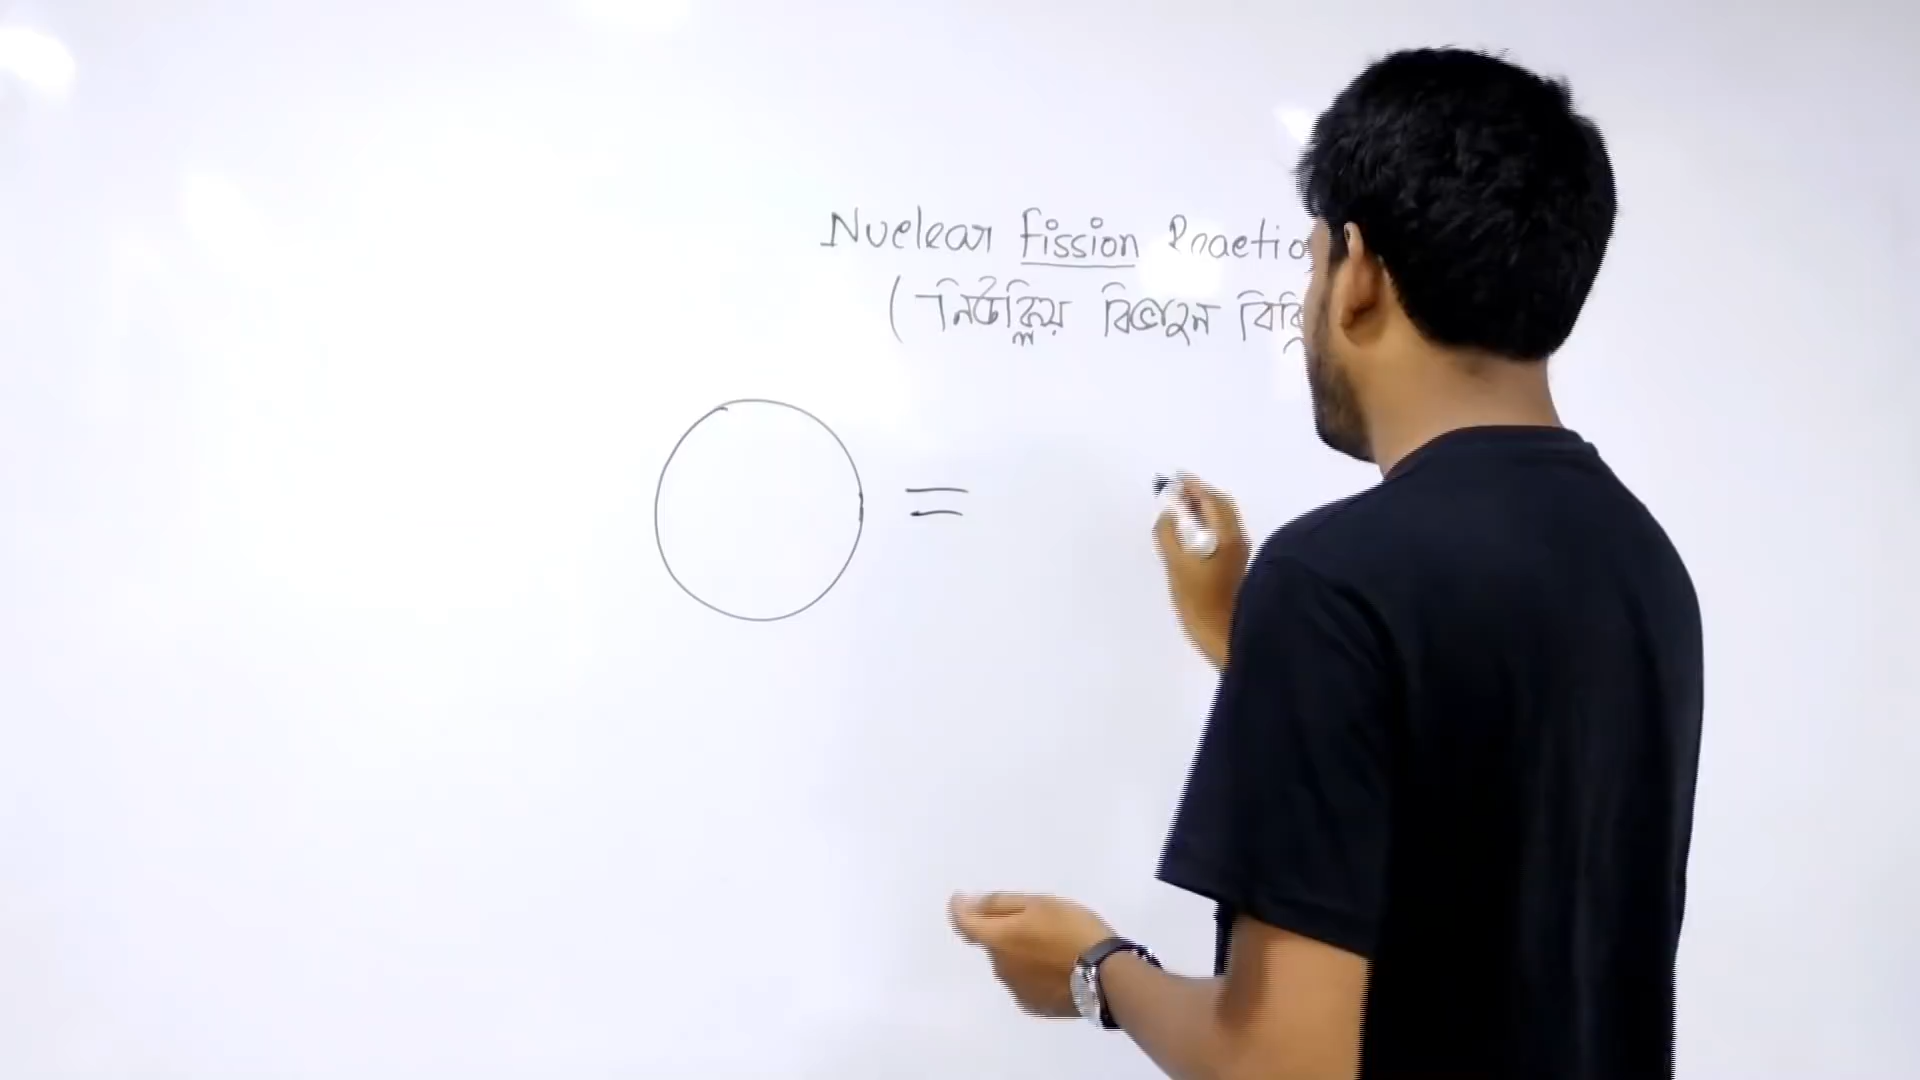 Nuclear fission Reactio
(নিউক্লিয় বিভাজন বিক্রি
=